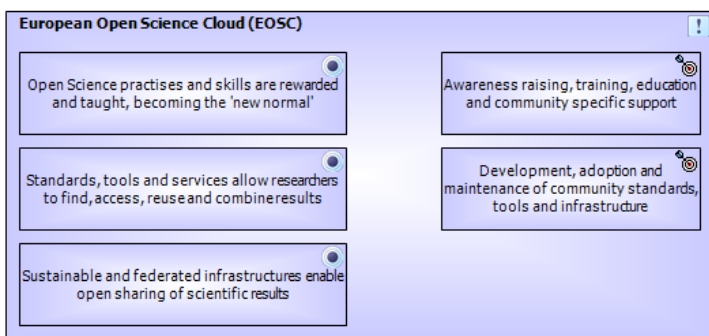 European Open Science Cloud (EOSC)
!
Open Science practises and skills are rewarded
and taught, becoming the 'new normal'
Awareness raising, training, education
and community specific support
Standards, tools and services allow researchers
to find, access, reuse and combine results
Development, adoption and
maintenance of community standards,
tools and infrastructure
Sustainable and federated infrastructures enable
open sharing of scientific results